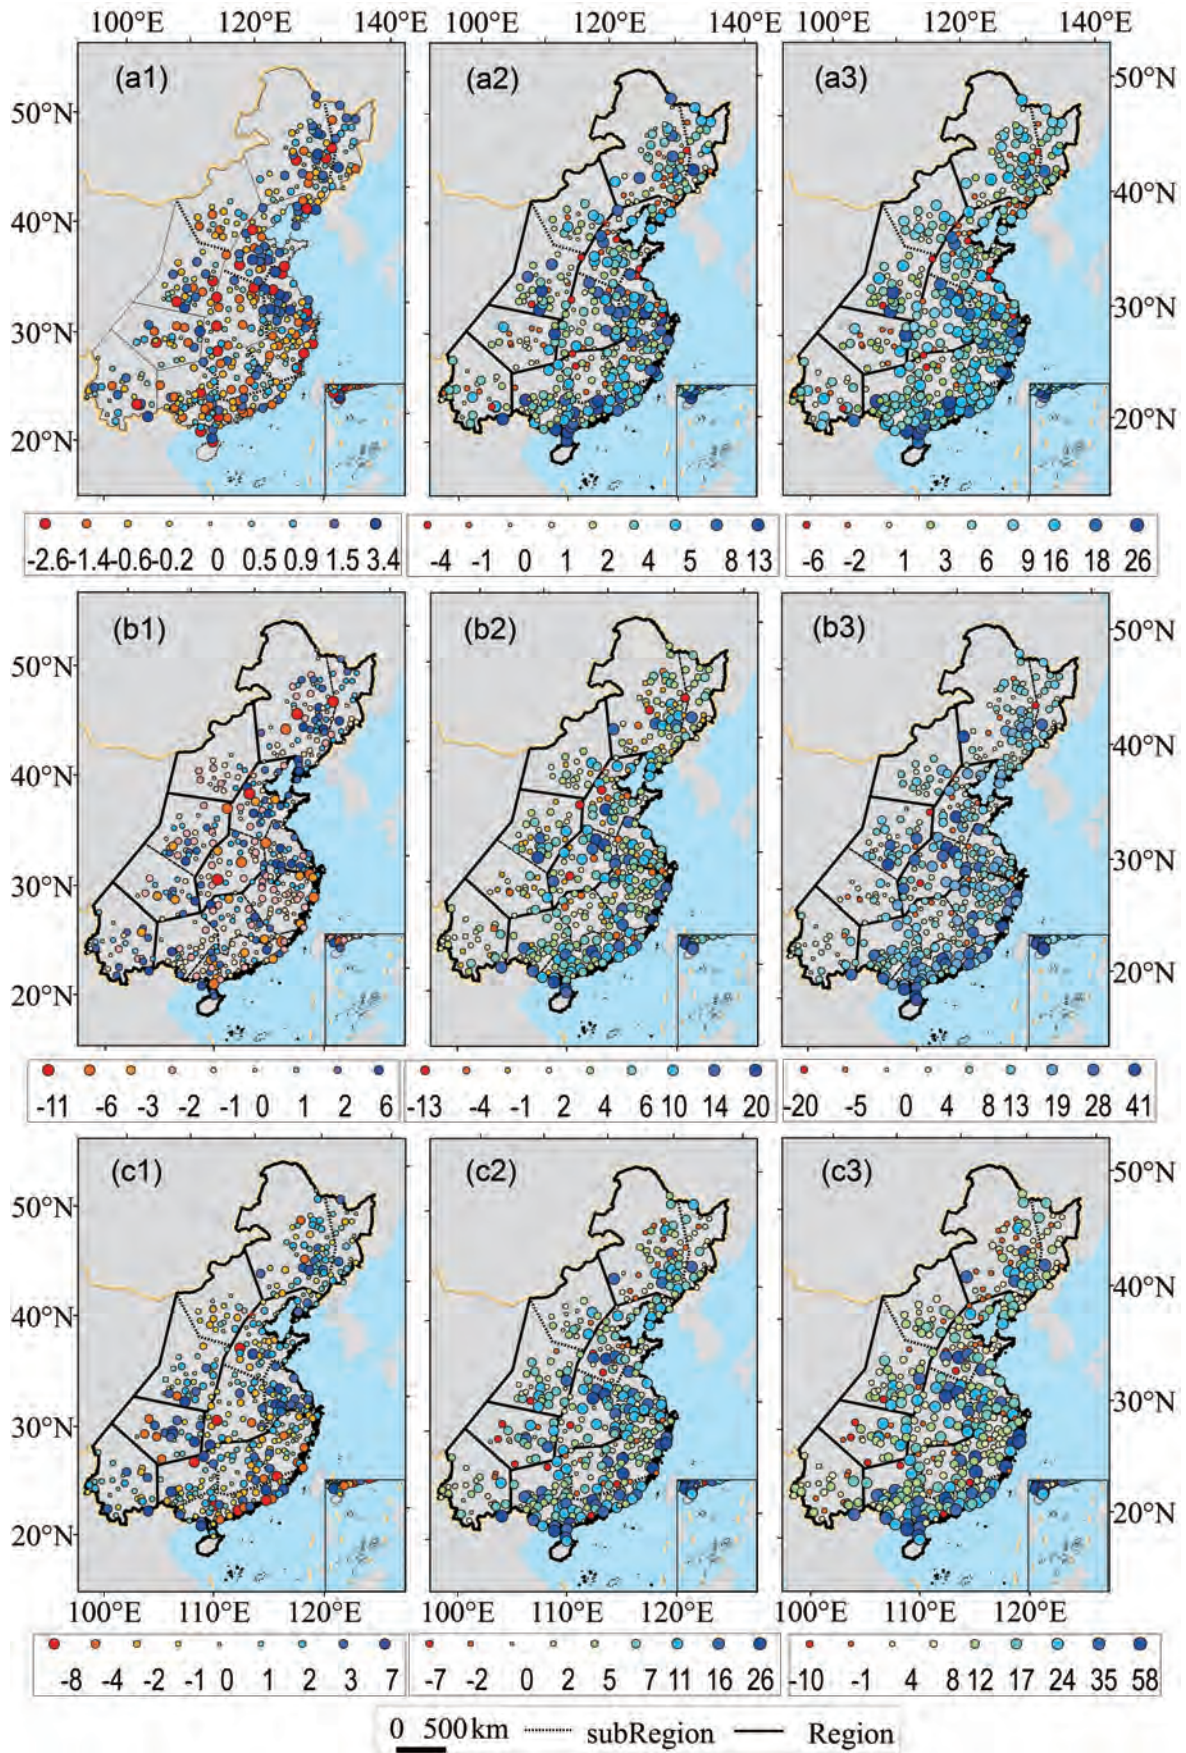 100°E 120°E 140°E 100°E 120°E 140°E 100°E 120°E 140°E
(a1) (a2) (a3)
50°N 50°N
40°N 40°N
30°N 30°N
20°N 20°N
-2.6 -1.4 -0.6 -0.2 0 0.5 0.9 1.5 3.4
-4 -1 0 1 2 4 5 8 13
-6 -2 1 3 6 9 16 18 26
(b1) (b2) (b3)
50°N 50°N
40°N 40°N
30°N 30°N
20°N 20°N
-11 -6 -3 -2 -1 0 1 2 6
-13 -4 -1 2 4 6 10 14 20
-20 -5 0 4 8 13 19 28 41
(c1) (c2) (c3)
50°N 50°N
40°N 40°N
30°N 30°N
20°N 20°N
100°E 110°E 120°E 100°E 110°E 120°E 100°E 110°E 120°E
-8 -4 -2 -1 0 1 2 3 7
-7 -2 0 2 5 7 11 16 26
-10 -1 4 8 12 17 24 35 58
0 500km subRegion Region